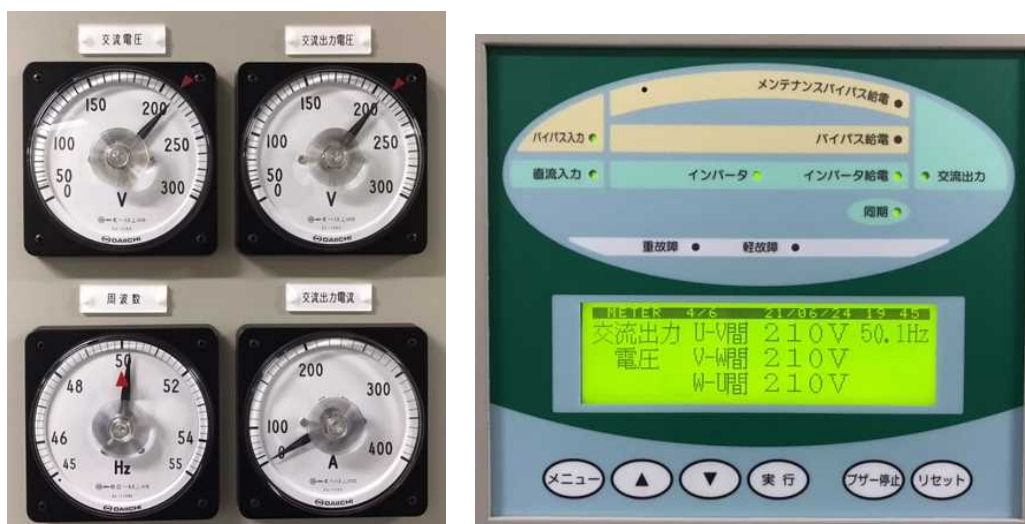 交流電圧
150
200
100
250
50
0
300
V
DAIICHI
交流出力電圧
150
200
100
250
50
0
300
V
DAIICHI
周波数
50
48
52
46
54
45
55
Hz
DAIICHI
交流出力電流
200
300
100
0
400
A
DAIICHI
メンテナンスバイパス給電
バイパス入力
バイパス給電
直流入力
インバータ
インバータ給電
交流出力
同期
重故障
軽故障
METER 4/6 21/06/24 19 45
交流出力 U-V間 210V 50.1Hz
電圧 V-W間 210V
W-U間 210V
メニュー
▲
▼
実行
ブザー停止
リセット